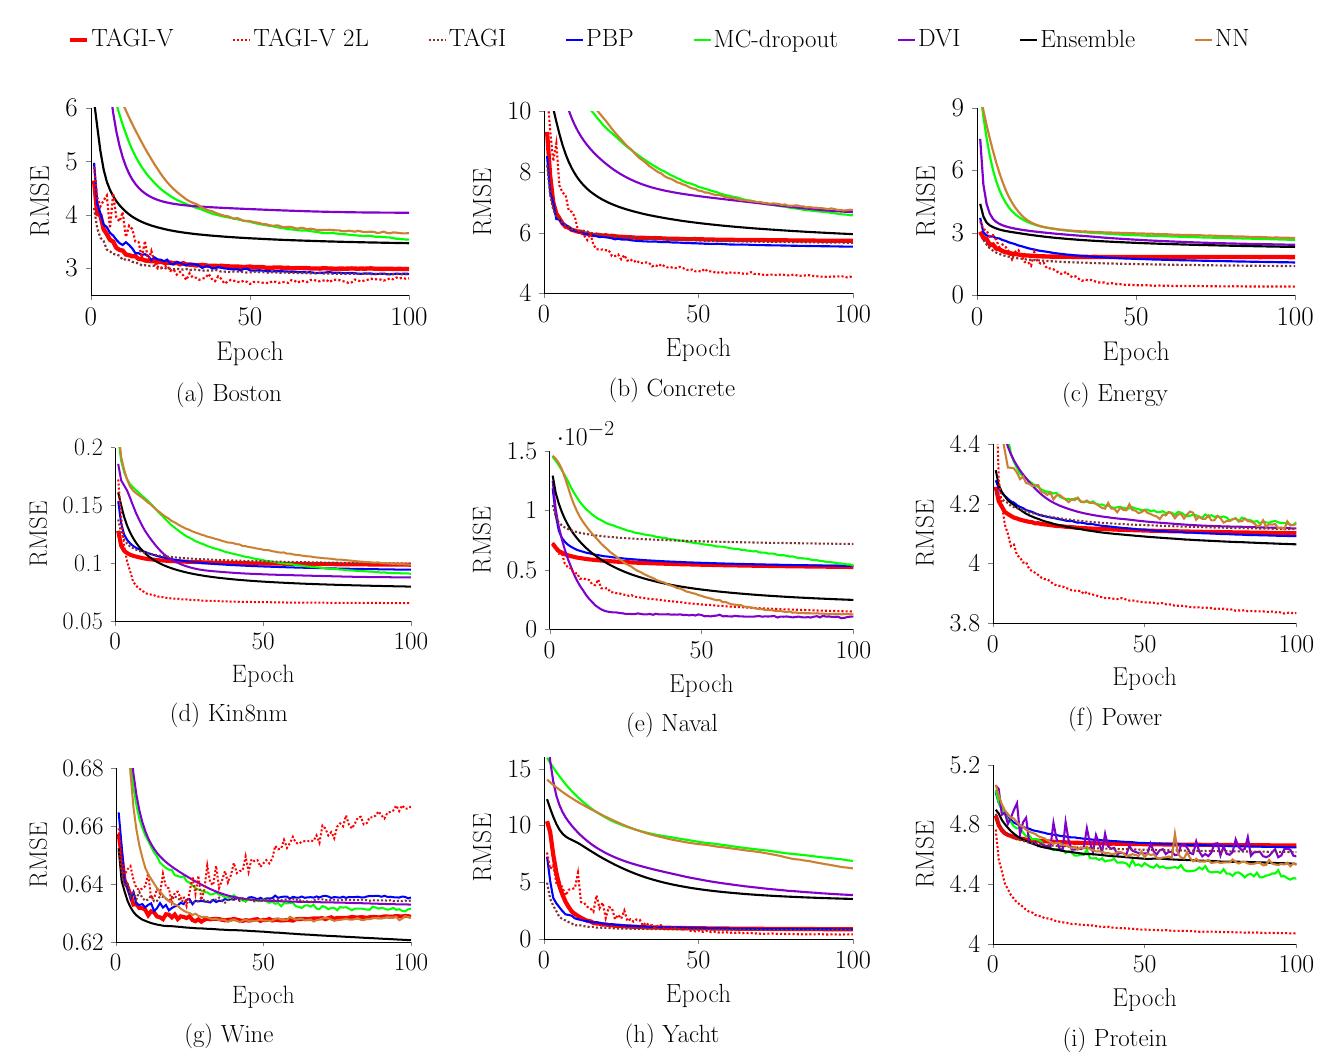 TAGI-V TAGI-V 2L TAGI PBP MC-dropout DVI Ensemble NN
6
5
4
3
RMSE
0 50 100
Epoch
(a) Boston
10
8
6
4
RMSE
0 50 100
Epoch
(b) Concrete
9
6
3
0
RMSE
0 50 100
Epoch
(c) Energy
0.2
0.15
0.1
0.05
RMSE
0 50 100
Epoch
(d) Kin8nm
·10⁻²
1.5
1
0.5
0
RMSE
0 50 100
Epoch
(e) Naval
4.4
4.2
4
3.8
RMSE
0 50 100
Epoch
(f) Power
0.68
0.66
0.64
0.62
RMSE
0 50 100
Epoch
(g) Wine
15
10
5
0
RMSE
0 50 100
Epoch
(h) Yacht
5.2
4.8
4.4
4
RMSE
0 50 100
Epoch
(i) Protein